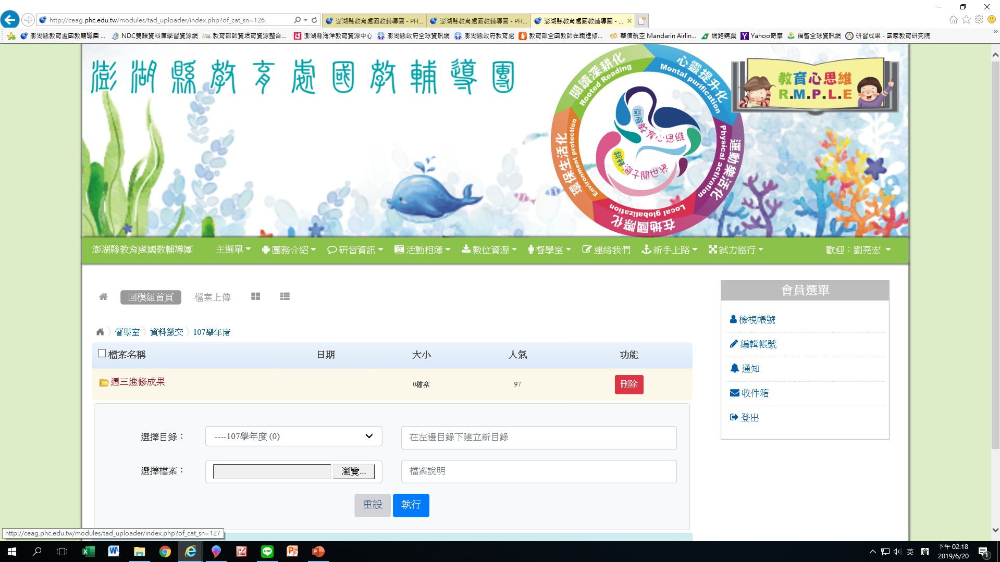 http://ceag.phc.edu.tw/modules/tad_uploader/index.php?of_cat_sn=126
澎湖縣教育處國教輔導團 - PH...
澎湖縣教育處國教輔導團 - PH...
澎湖縣教育處國教輔導團 - ...
澎湖縣教育處國教輔導團 ...
NDC雙語資料庫學習資源網
教育部師資培育資源整合...
澎湖縣海洋教育資源中心
澎湖縣政府全球資訊網
澎湖縣政府教育處
教育部全國教師在職進修...
華信航空 Mandarin Airlin...
網路購票
Yahoo奇摩
福智全球資訊網
研習成果 - 國家教育研究院
澎湖縣教育處國教輔導團
閱讀深耕化
Rooted Reading
心靈提升化
Mental purification
運動樂活化
Physical activation
在地國際化
Local globalization
環保生活化
Environment protection
開展教育心思維
翻轉海子闖世界
教育心思維
R.M.P.L.E
澎湖縣教育處國教輔導團
主選單
團務介紹
研習資訊
活動相簿
數位資源
督學室
連絡我們
新手上路
試力協行
歡迎：劉亮宏
回模組首頁
檔案上傳
督學室
資料繳交
107學年度
檔案名稱 日期 大小 人氣 功能
週三進修成果 0檔案 97 刪除
選擇目錄： ----107學年度 (0) 在左邊目錄下建立新目錄
選擇檔案： 瀏覽... 檔案說明
重設 執行
會員選單
檢視帳號
編輯帳號
通知
收件箱
登出
http://ceag.phc.edu.tw/modules/tad_uploader/index.php?of_cat_sn=127
英
下午 02:18
2019/6/20
1